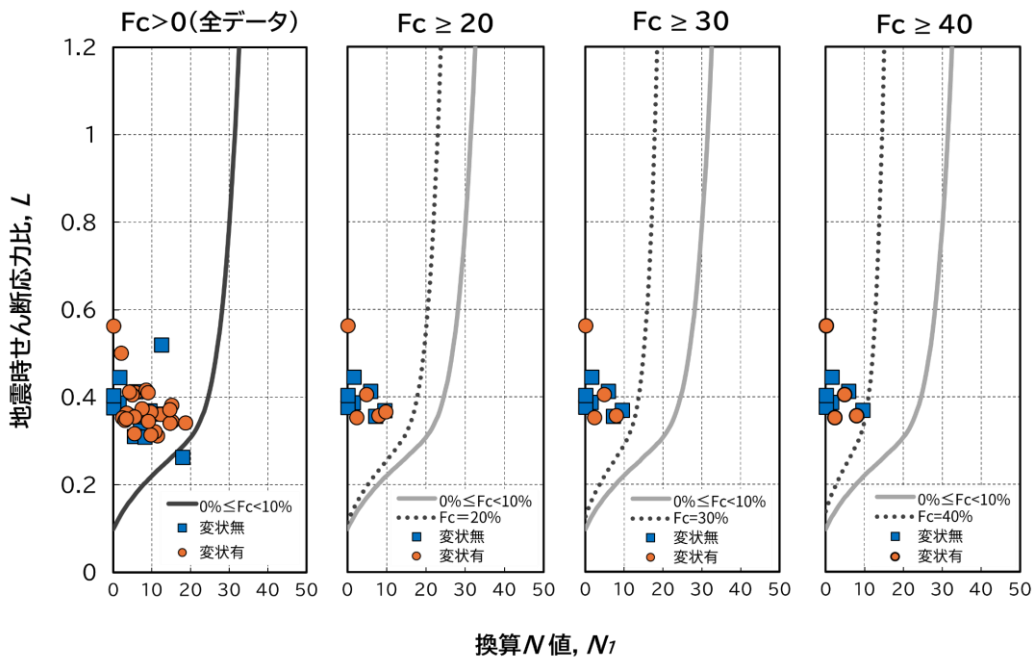 Fc>0(全データ)
Fc ≥ 20
Fc ≥ 30
Fc ≥ 40
地震時せん断応力比, L
1.2
1
0.8
0.6
0.4
0.2
0
0%≦Fc<10%
変状無
変状有
0%≦Fc<10%
Fc=20%
変状無
変状有
0%≦Fc<10%
Fc=30%
変状無
変状有
0%≦Fc<10%
Fc=40%
変状無
変状有
0 10 20 30 40 50
0 10 20 30 40 50
0 10 20 30 40 50
0 10 20 30 40 50
換算N値, N1